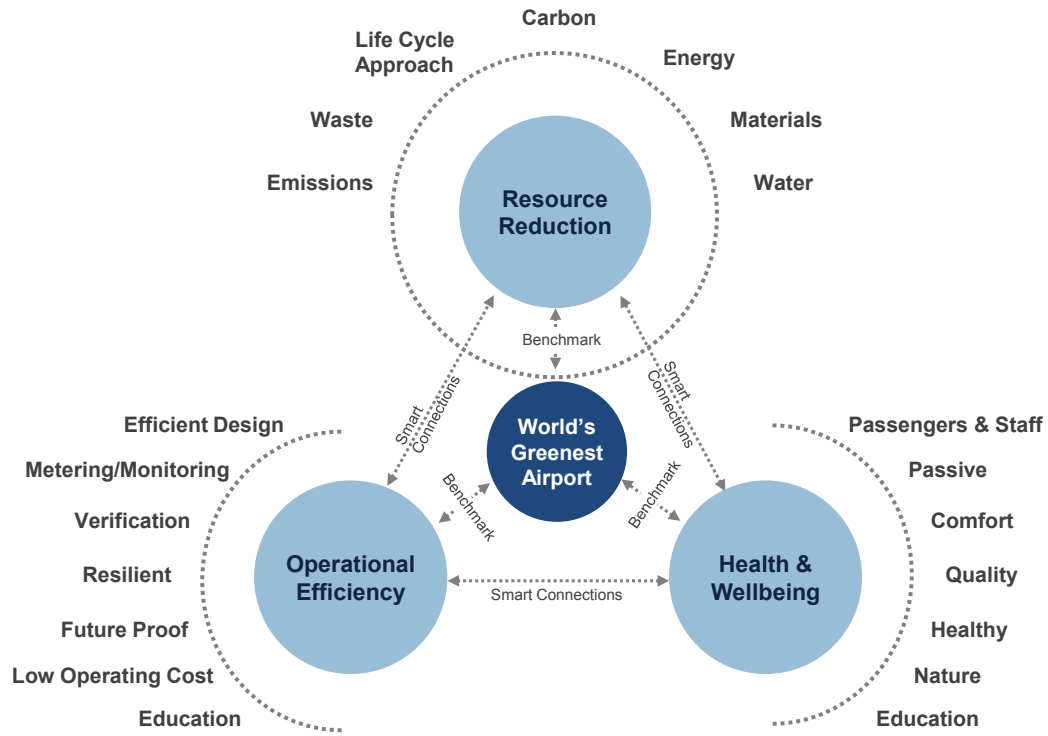 Carbon
Life Cycle
Approach
Energy
Waste
Materials
Emissions
Water
Resource
Reduction
Benchmark
Smart
Connections
Smart
Connections
World's
Greenest
Airport
Benchmark
Benchmark
Efficient Design
Metering/Monitoring
Verification
Resilient
Future Proof
Low Operating Cost
Education
Operational
Efficiency
Smart Connections
Health &
Wellbeing
Passengers & Staff
Passive
Comfort
Quality
Healthy
Nature
Education